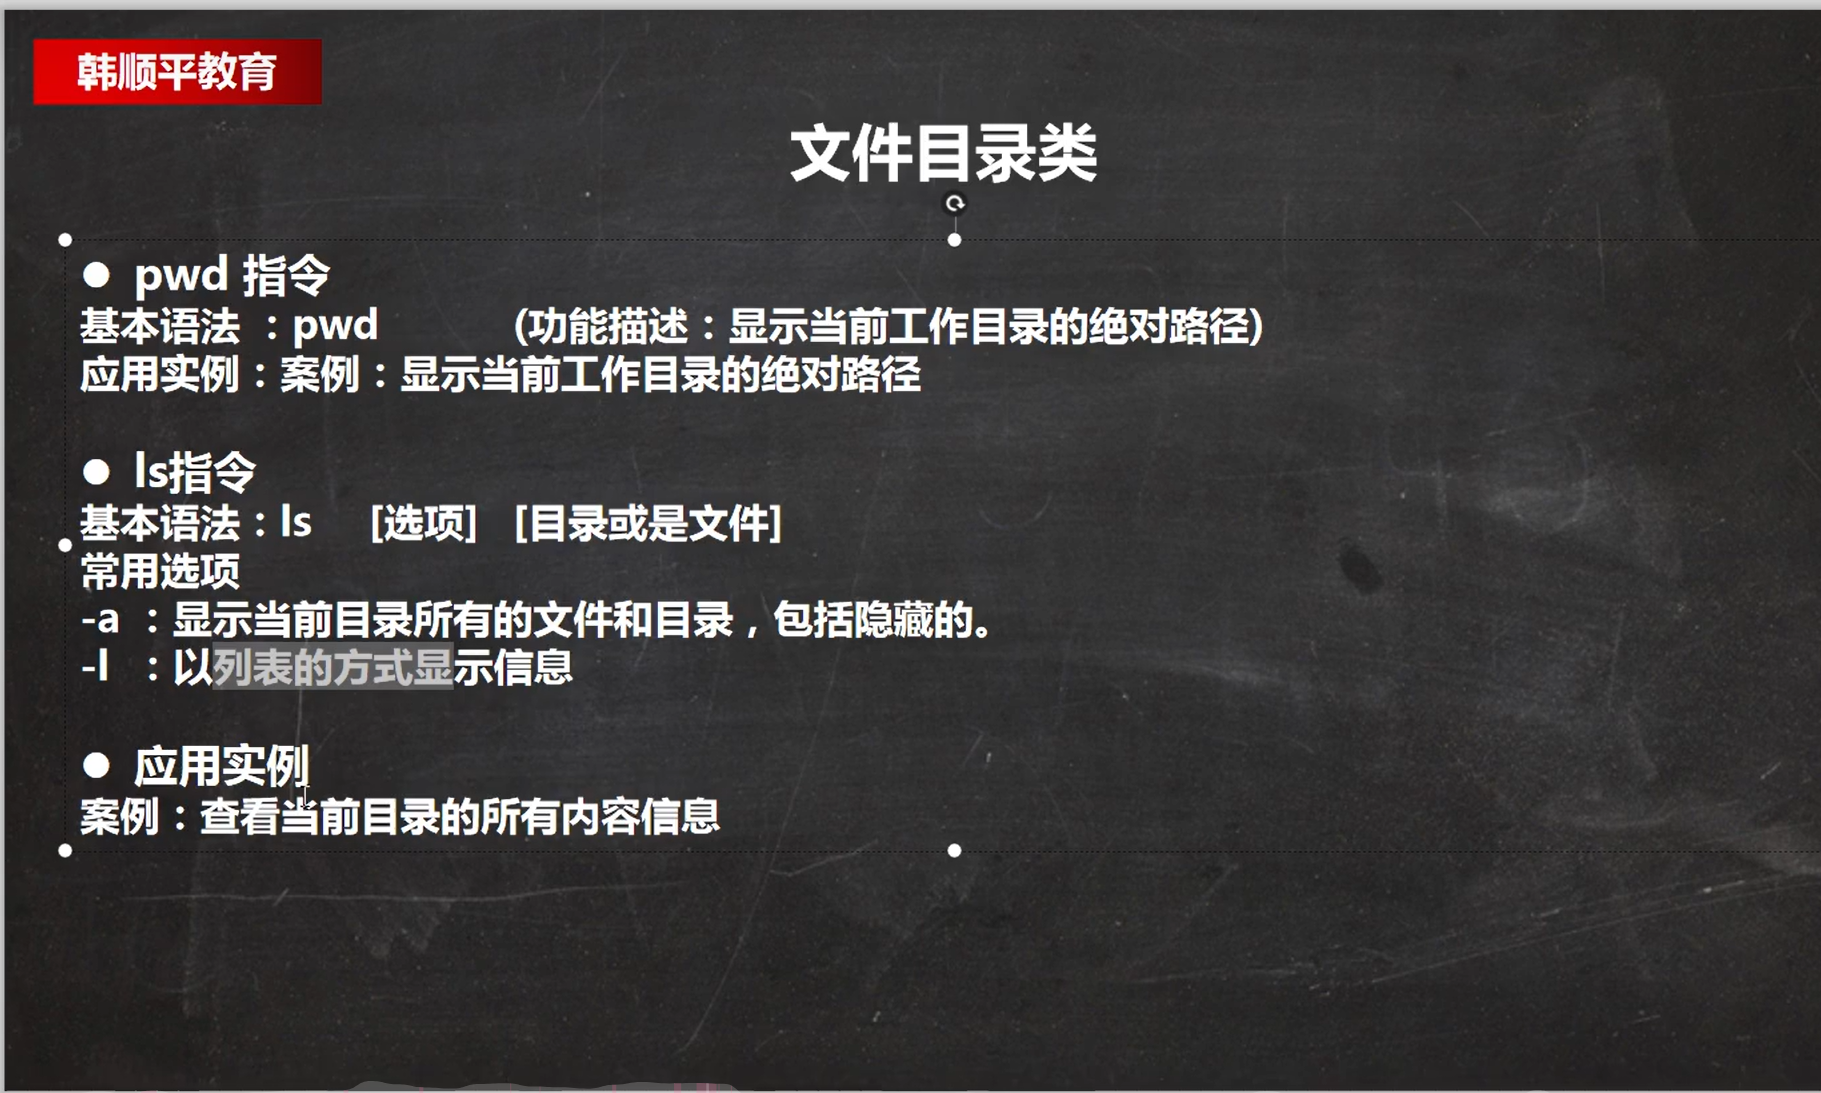 韩顺平教育
文件目录类
● pwd 指令
基本语法 ：pwd (功能描述：显示当前工作目录的绝对路径)
应用实例：案例：显示当前工作目录的绝对路径
● ls指令
基本语法：ls [选项] [目录或是文件]
常用选项
-a ：显示当前目录所有的文件和目录，包括隐藏的。
-l ：以列表的方式显示信息
● 应用实例
案例：查看当前目录的所有内容信息